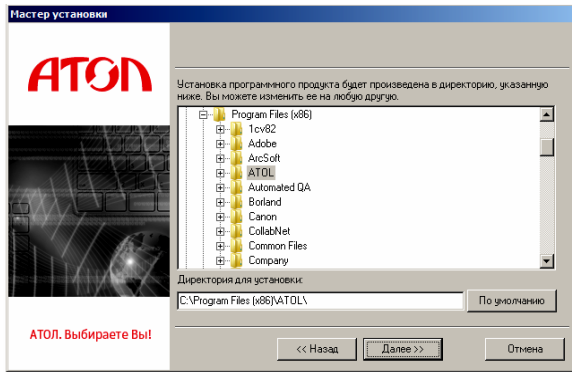 Мастер установки
АТОЛ
Установка программного продукта будет произведена в директорию, указанную
ниже. Вы можете изменить ее на любую другую.
Program Files (x86)
1cv82
Adobe
ArcSoft
ATOL
Automated QA
Borland
Canon
CollabNet
Common Files
Company
Директория для установки:
C:\Program Files (x86)\ATOL\
По умолчанию
АТОЛ. Выбираете Вы!
<< Назад
Далее >>
Отмена